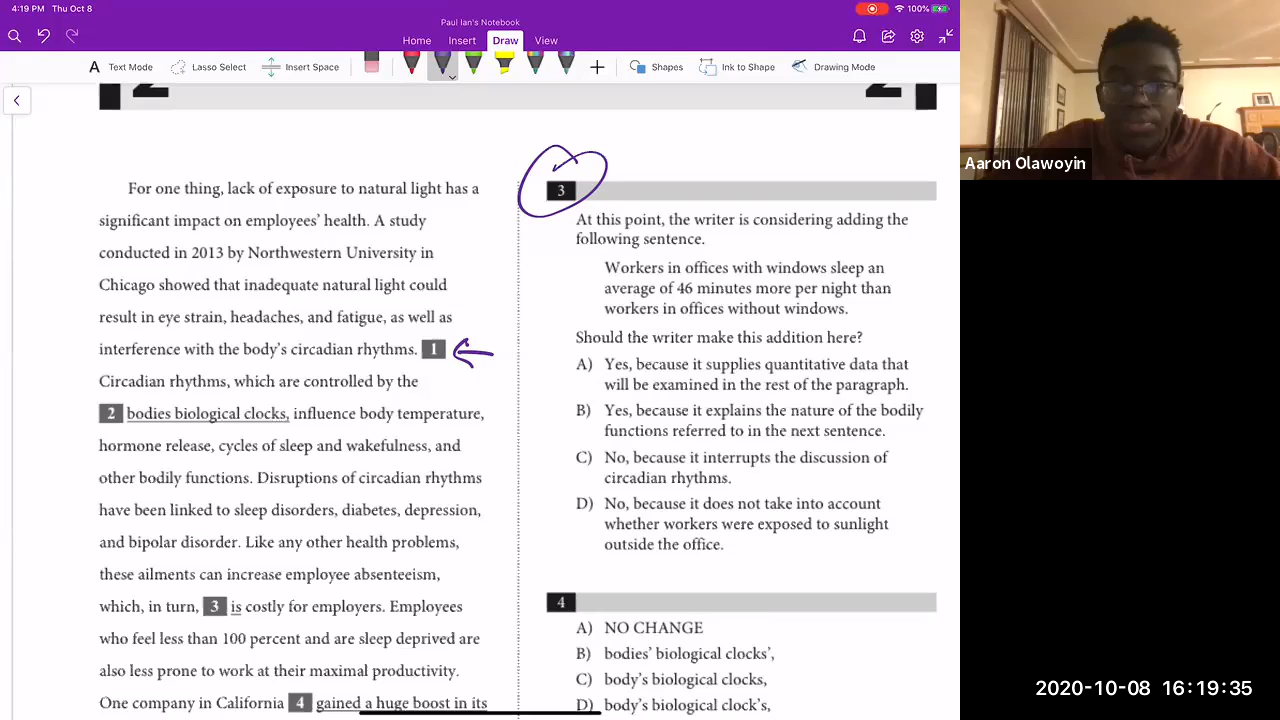 4:19 PM Thu Oct 8
100%
Paul Ian's Notebook
Home Insert Draw View
A Text Mode
Lasso Select
Insert Space
Shapes
Ink to Shape
Drawing Mode
2
2
For one thing, lack of exposure to natural light has a
significant impact on employees' health. A study
conducted in 2013 by Northwestern University in
Chicago showed that inadequate natural light could
result in eye strain, headaches, and fatigue, as well as
interference with the body's circadian rhythms. 1
Circadian rhythms, which are controlled by the
2 bodies biological clocks, influence body temperature,
hormone release, cycles of sleep and wakefulness, and
other bodily functions. Disruptions of circadian rhythms
have been linked to sleep disorders, diabetes, depression,
and bipolar disorder. Like any other health problems,
these ailments can increase employee absenteeism,
which, in turn, 3 is costly for employers. Employees
who feel less than 100 percent and are sleep deprived are
also less prone to work at their maximal productivity.
One company in California 4 gained a huge boost in its
3
At this point, the writer is considering adding the
following sentence.
Workers in offices with windows sleep an
average of 46 minutes more per night than
workers in offices without windows.
Should the writer make this addition here?
A) Yes, because it supplies quantitative data that
will be examined in the rest of the paragraph.
B) Yes, because it explains the nature of the bodily
functions referred to in the next sentence.
C) No, because it interrupts the discussion of
circadian rhythms.
D) No, because it does not take into account
whether workers were exposed to sunlight
outside the office.
4
A) NO CHANGE
B) bodies' biological clocks',
C) body's biological clocks,
D) body's biological clock's,
Aaron Olawoyin
2020-10-08 16:19:35